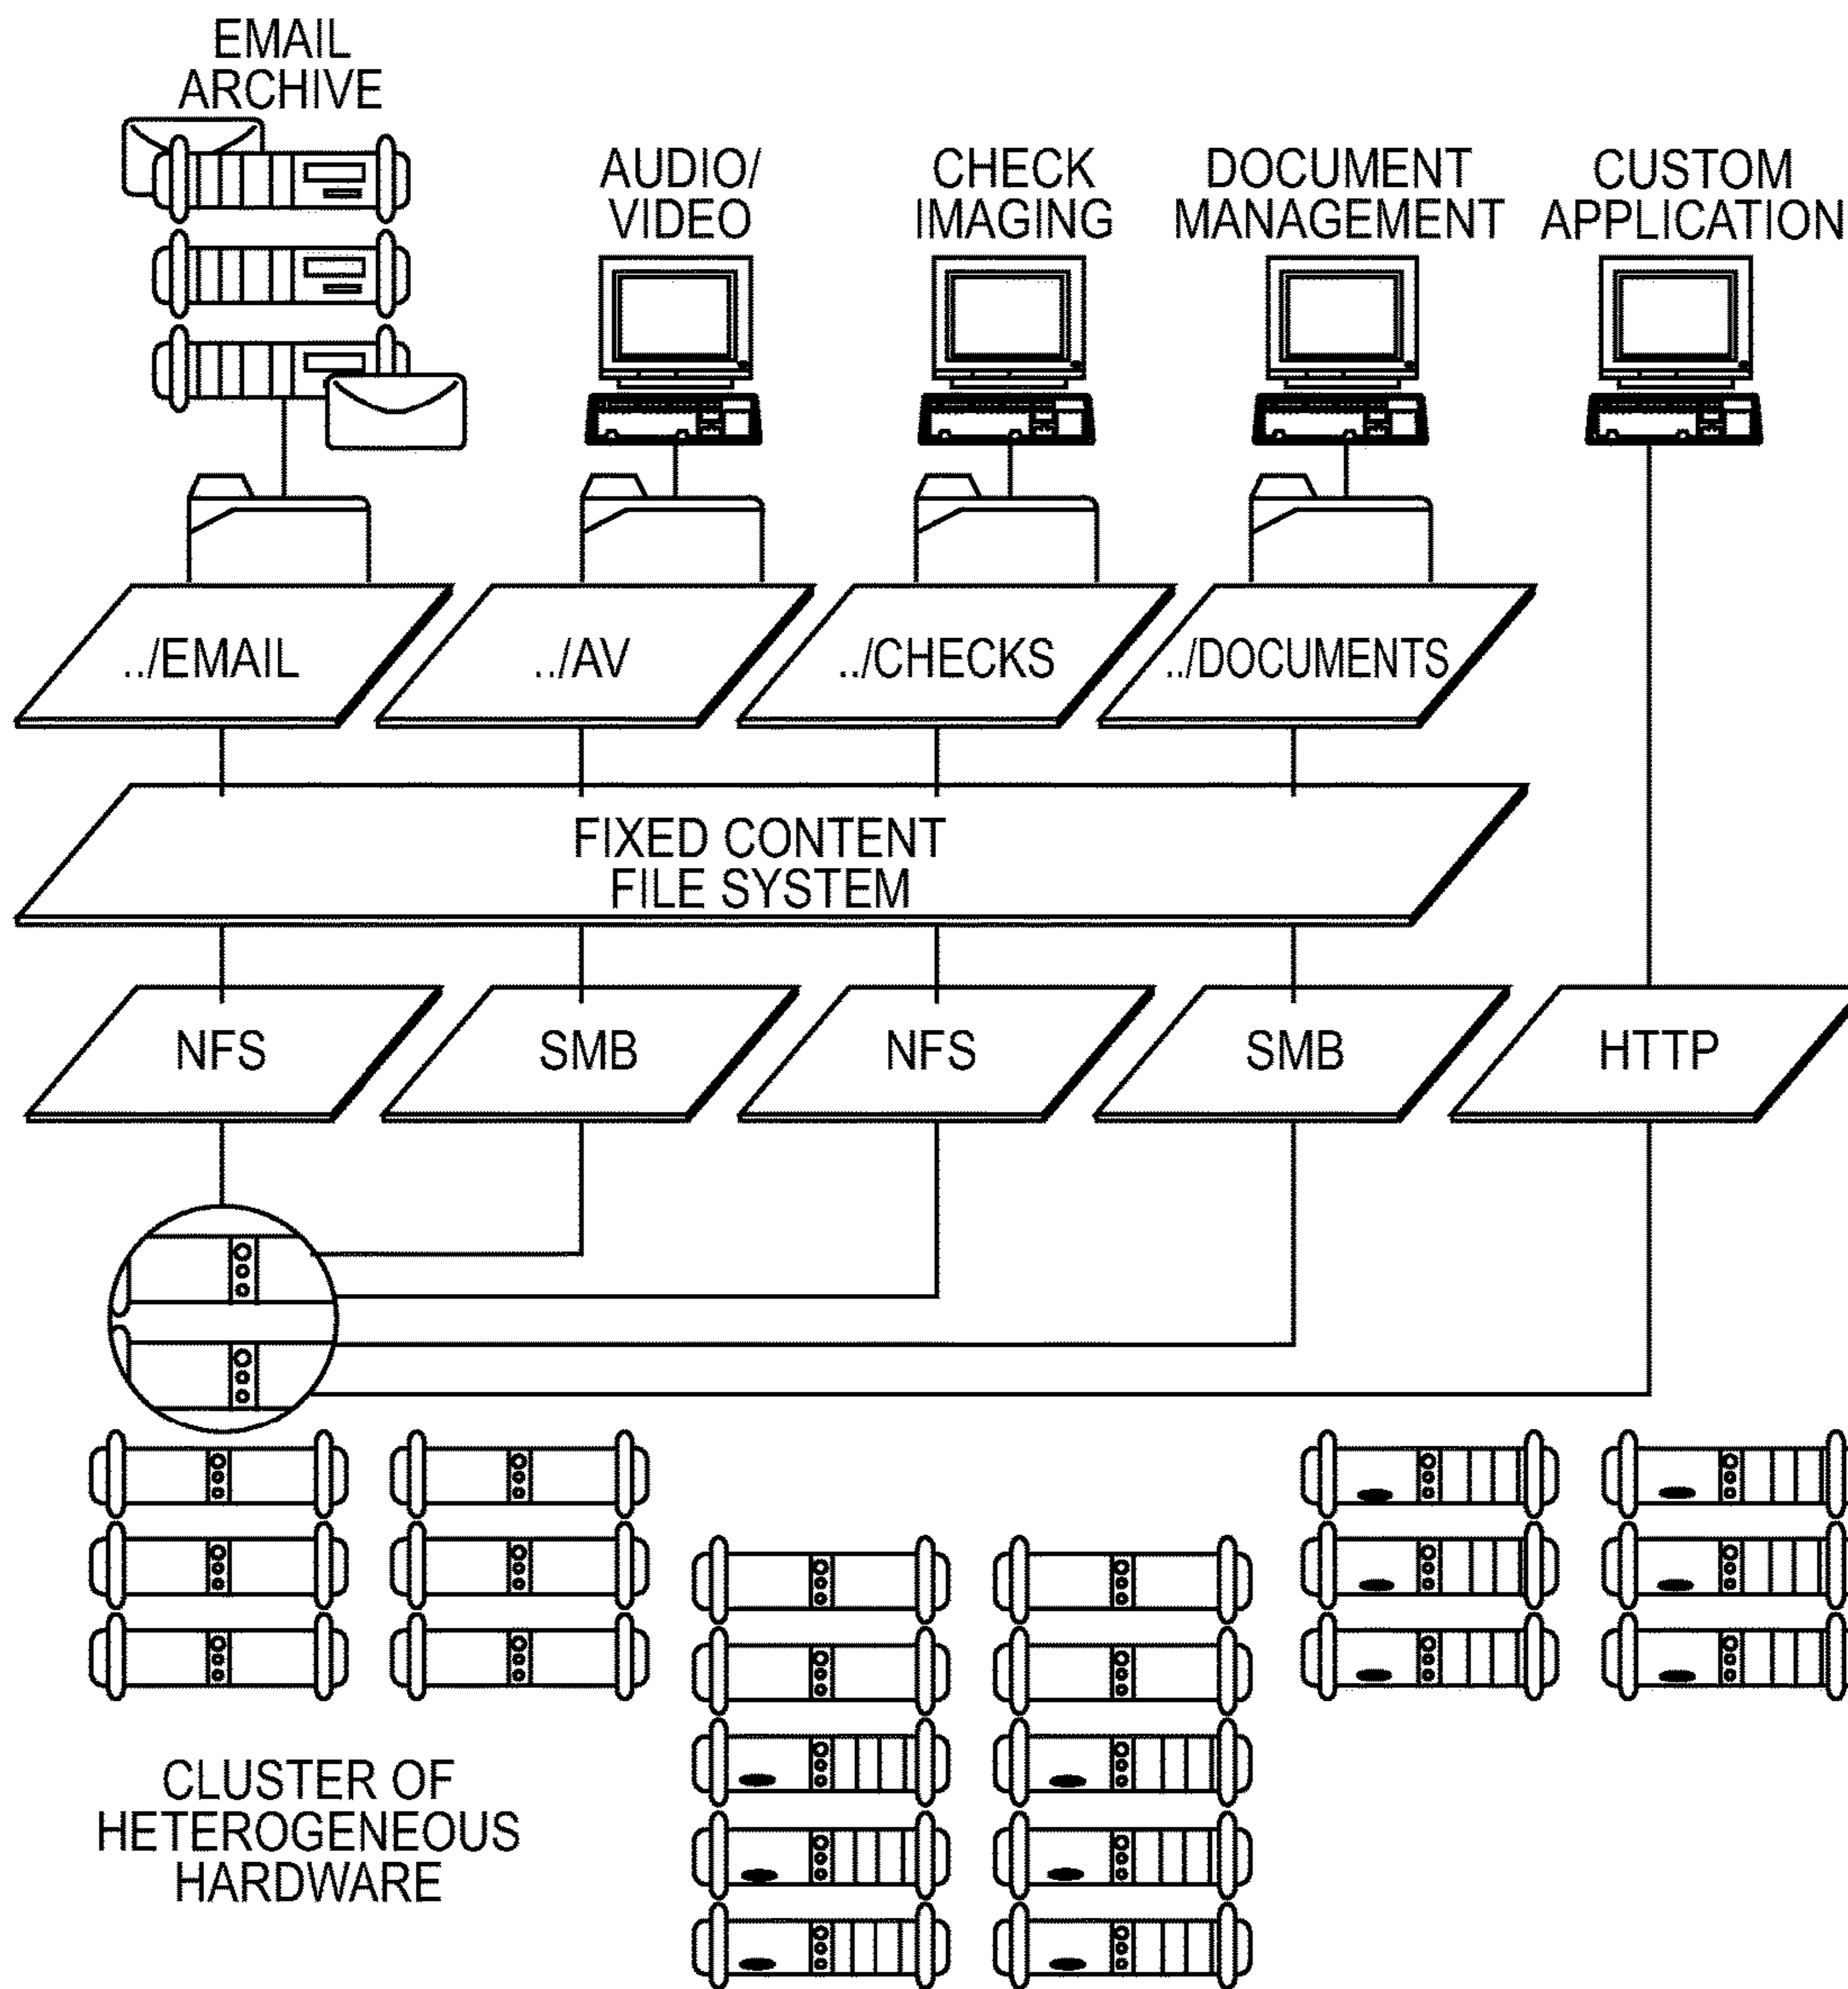 EMAIL
ARCHIVE
AUDIO/
VIDEO
CHECK
IMAGING
DOCUMENT
MANAGEMENT
CUSTOM
APPLICATION
../EMAIL
../AV
../CHECKS
../DOCUMENTS
FIXED CONTENT
FILE SYSTEM
NFS
SMB
NFS
SMB
HTTP
CLUSTER OF
HETEROGENEOUS
HARDWARE